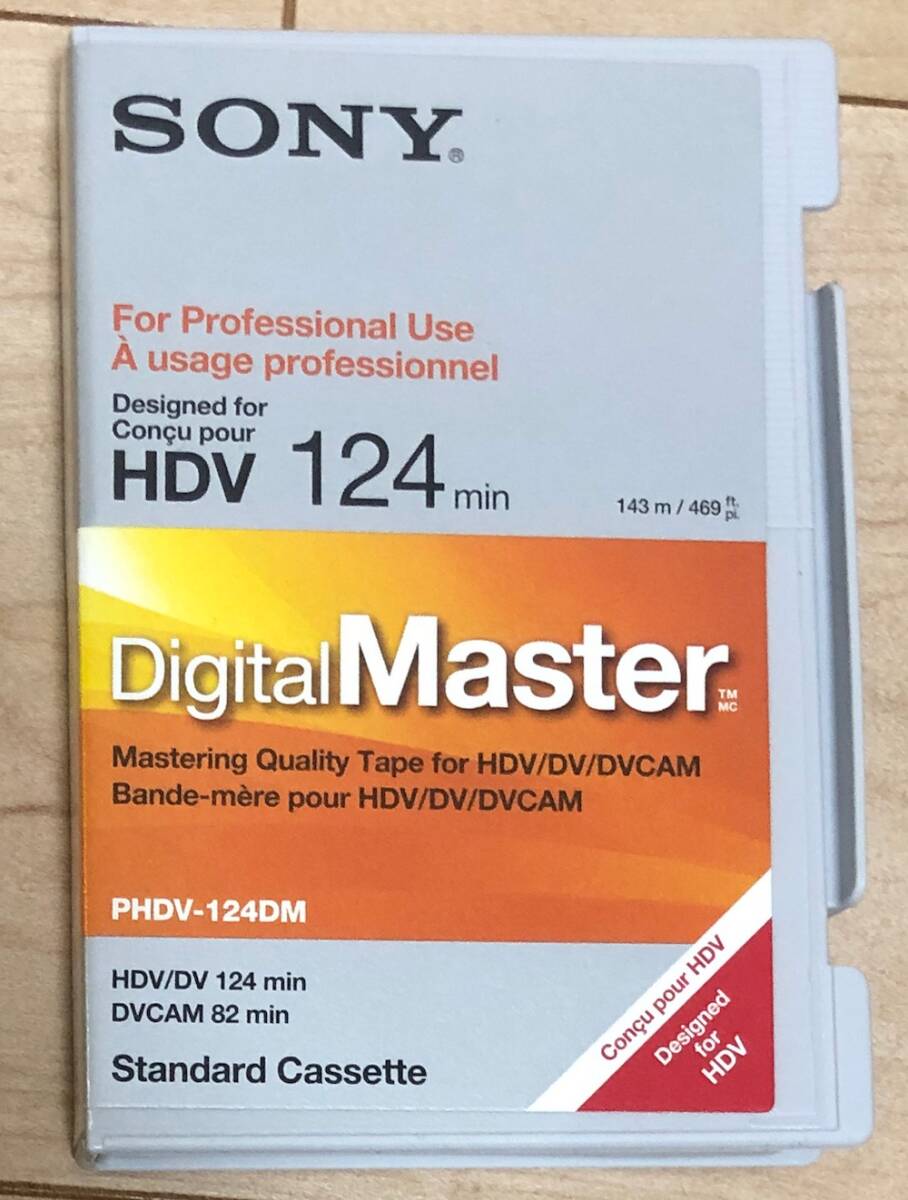 SONY®
For Professional Use
À usage professionnel
Designed for
Conçu pour
HDV 124 min
143 m / 469 ft. pi.
DigitalMaster TM MC
Mastering Quality Tape for HDV/DV/DVCAM
Bande-mère pour HDV/DV/DVCAM
PHDV-124DM
HDV/DV 124 min
DVCAM 82 min
Standard Cassette
Conçu pour HDV
Designed
for
HDV